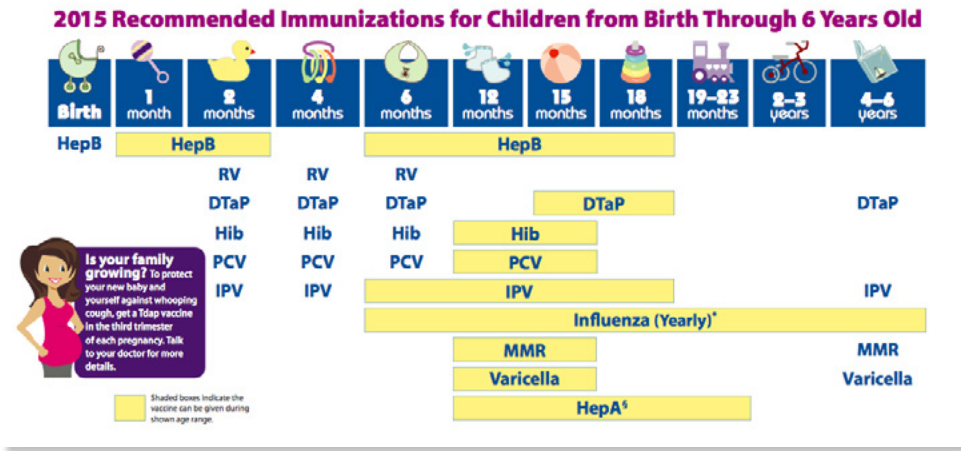 2015 Recommended Immunizations for Children from Birth Through 6 Years Old
Birth
1 month
2 months
4 months
6 months
12 months
15 months
18 months
19–23 months
2–3 years
4–6 years
HepB HepB HepB
RV RV RV
DTaP DTaP DTaP DTaP DTaP
Hib Hib Hib Hib
PCV PCV PCV PCV
IPV IPV IPV IPV
Influenza (Yearly)*
MMR MMR
Varicella Varicella
HepA§
Is your family
growing? To protect
your new baby and
yourself against whooping
cough, get a Tdap vaccine
in the third trimester
of each pregnancy. Talk
to your doctor for more
details.
Shaded boxes indicate the
vaccine can be given during
shown age range.